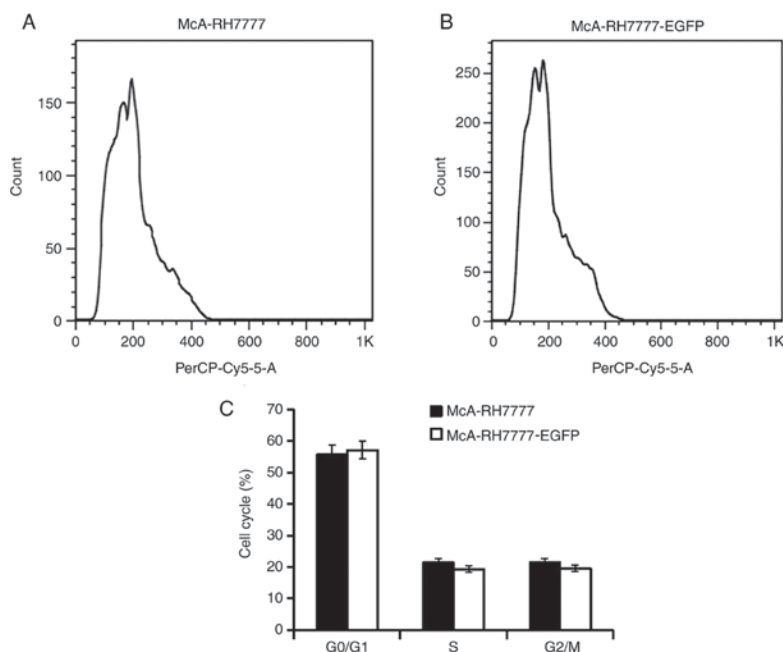 A
McA-RH7777
150
100
50
0
Count
0 200 400 600 800 1K
PerCP-Cy5-5-A
B
McA-RH7777-EGFP
250
200
150
100
50
0
Count
0 200 400 600 800 1K
PerCP-Cy5-5-A
C
McA-RH7777
McA-RH7777-EGFP
70
60
50
40
30
20
10
0
Cell cycle (%)
G0/G1 S G2/M